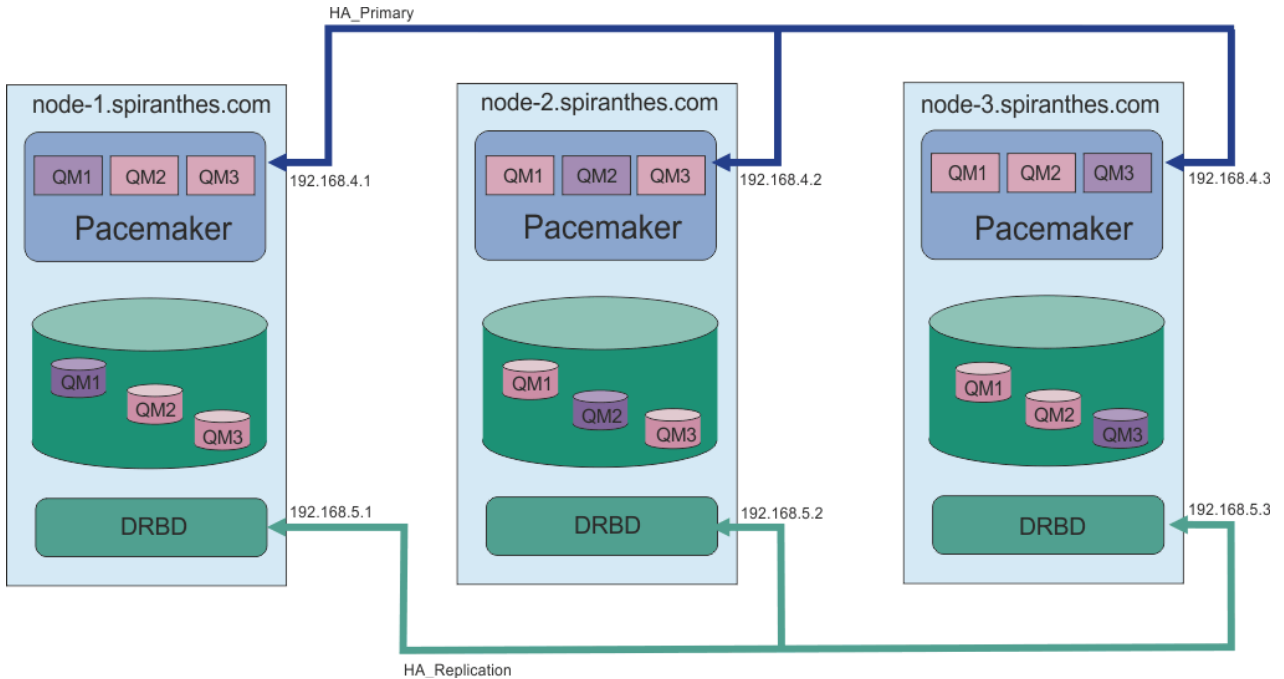 HA_Primary
node-1.spiranthes.com
QM1 QM2 QM3
Pacemaker
192.168.4.1
QM1
QM2
QM3
DRBD
192.168.5.1
node-2.spiranthes.com
QM1 QM2 QM3
Pacemaker
192.168.4.2
QM1
QM2
QM3
DRBD
192.168.5.2
node-3.spiranthes.com
QM1 QM2 QM3
Pacemaker
192.168.4.3
QM1
QM2
QM3
DRBD
192.168.5.3
HA_Replication